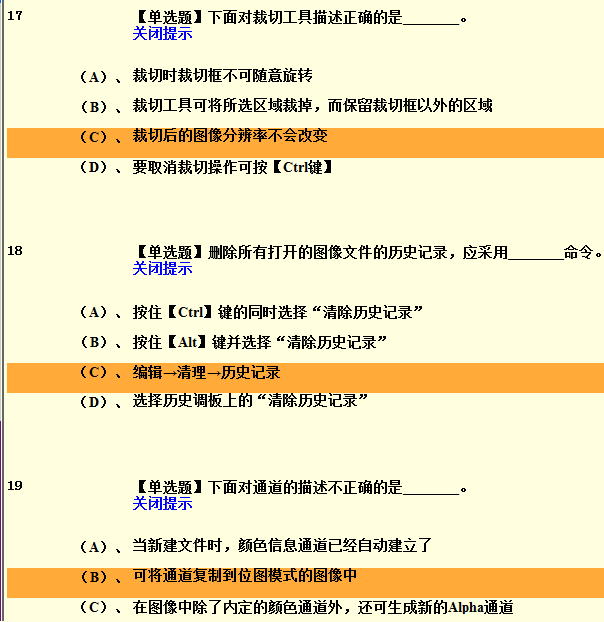 17
【单选题】下面对裁切工具描述正确的是________。
关闭提示
(A)、裁切时裁切框不可随意旋转
(B)、裁切工具可将所选区域裁掉，而保留裁切框以外的区域
(C)、裁切后的图像分辨率不会改变
(D)、要取消裁切操作可按【Ctrl键】
18
【单选题】删除所有打开的图像文件的历史记录，应采用________命令。
关闭提示
(A)、按住【Ctrl】键的同时选择“清除历史记录”
(B)、按住【Alt】键并选择“清除历史记录”
(C)、编辑→清理→历史记录
(D)、选择历史调板上的“清除历史记录”
19
【单选题】下面对通道的描述不正确的是________。
关闭提示
(A)、当新建文件时，颜色信息通道已经自动建立了
(B)、可将通道复制到位图模式的图像中
(C)、在图像中除了内定的颜色通道外，还可生成新的Alpha通道